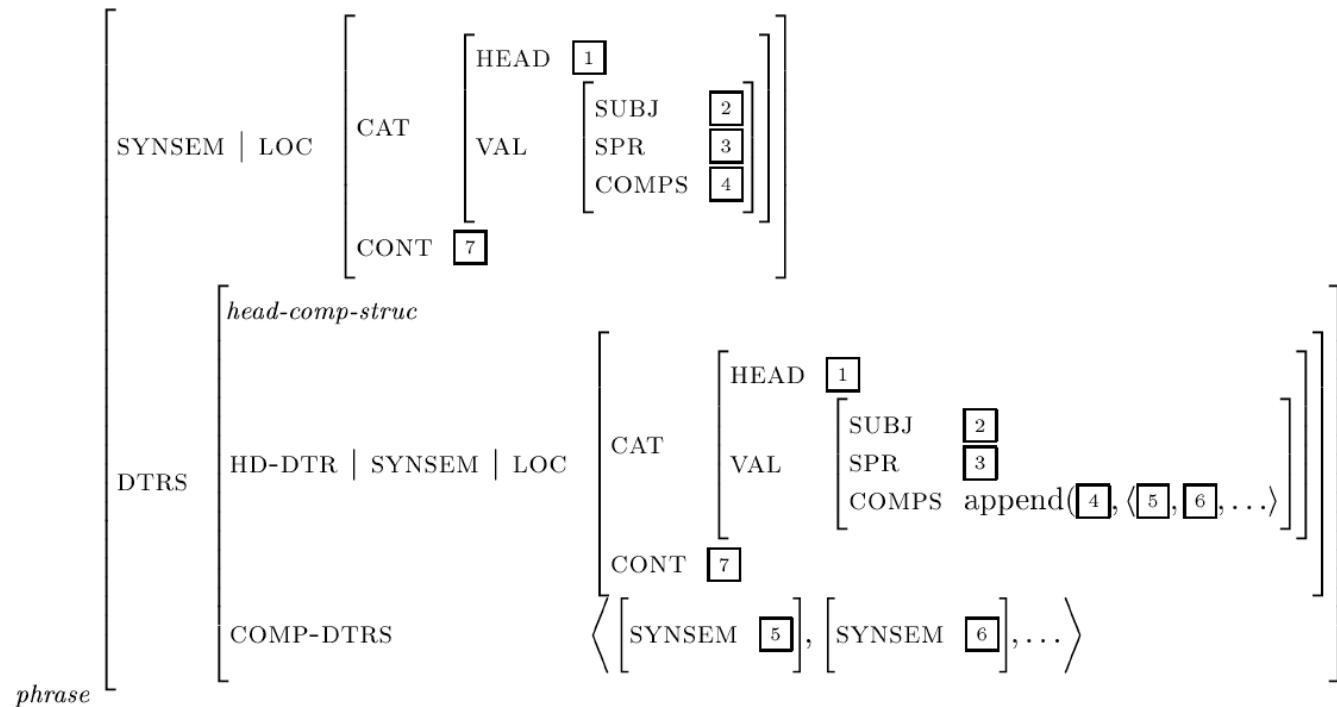 HEAD 1
SUBJ 2
CAT
SYNSEM | LOC VAL SPR 3
COMPS 4
CONT 7
head-comp-struc
HEAD 1
SUBJ 2
CAT
HD-DTR | SYNSEM | LOC VAL SPR 3
DTRS
COMPS append( 4 , ⟨ 5 , 6 , . . . ⟩
CONT 7
COMP-DTRS ⟨ [ SYNSEM 5 ] , [ SYNSEM 6 ] , . . . ⟩
phrase